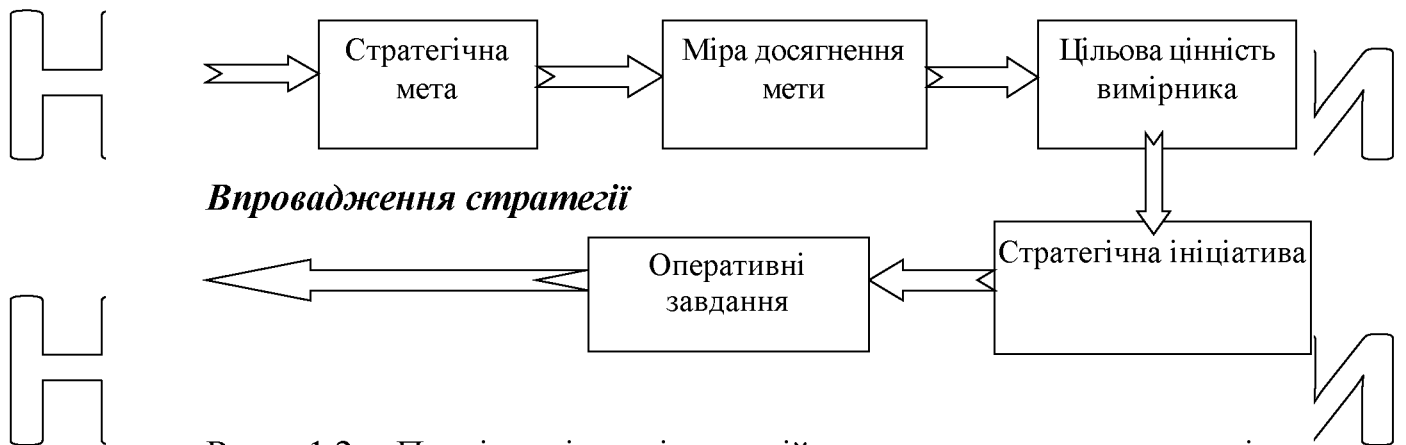 Стратегічна
мета
Міра досягнення
мети
Цільова цінність
вимірника
Впровадження стратегії
Стратегічна ініціатива
Оперативні
завдання